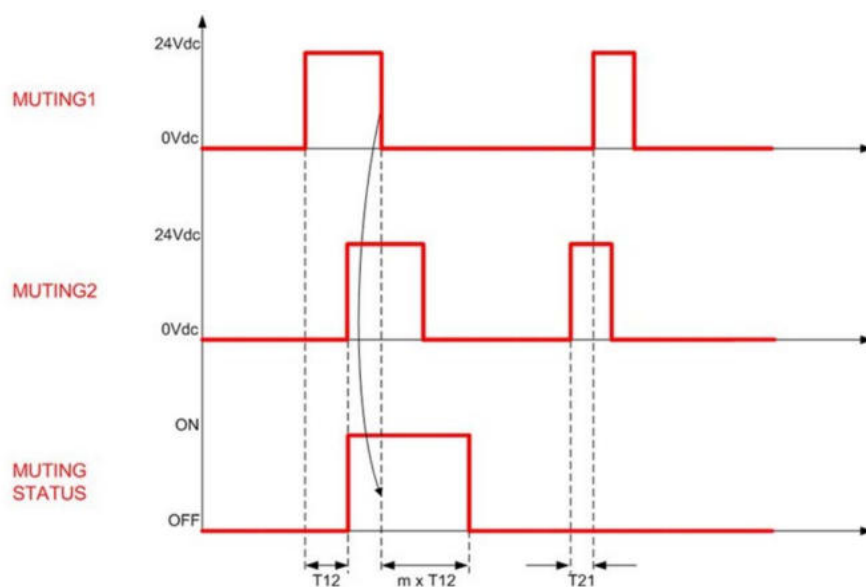 24Vdc
MUTING1
0Vdc
24Vdc
MUTING2
0Vdc
ON
MUTING
STATUS
OFF
T12
m x T12
T21